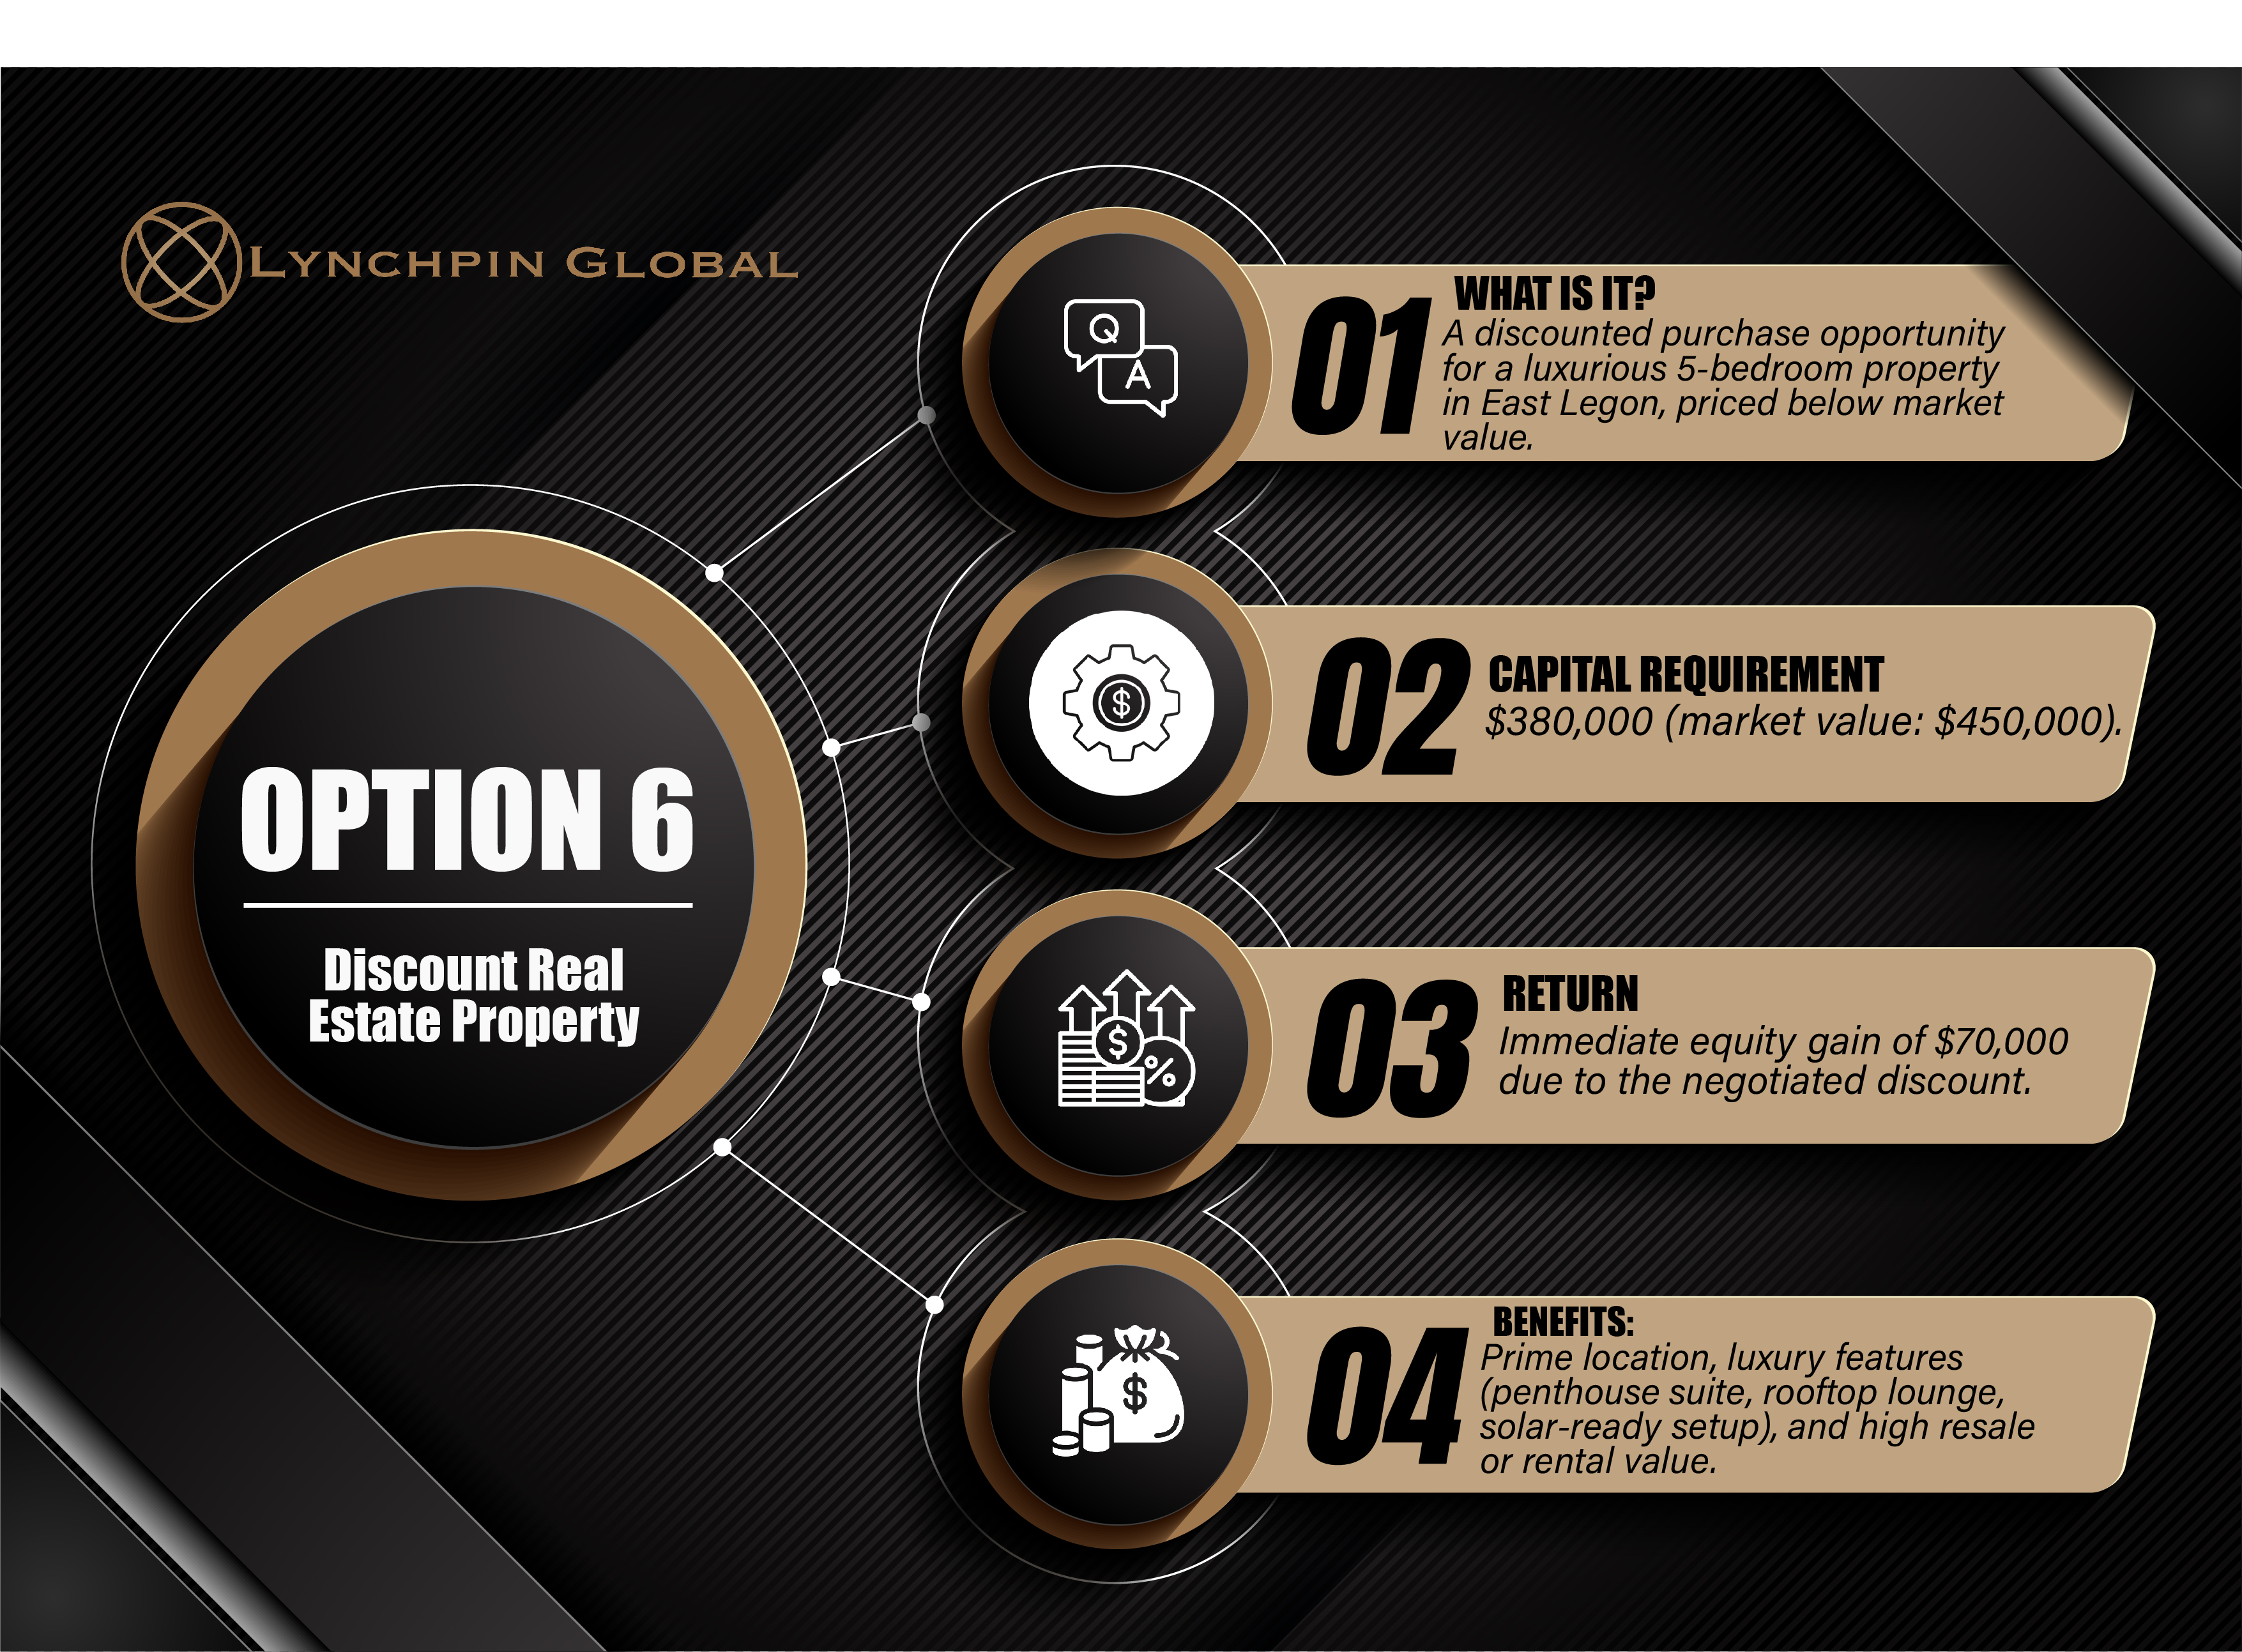 LYNCHPIN GLOBAL
OPTION 6
Discount Real
Estate Property
Q
A
01
WHAT IS IT?
A discounted purchase opportunity
for a luxurious 5-bedroom property
in East Legon, priced below market
value.
$
02
CAPITAL REQUIREMENT
$380,000 (market value: $450,000).
$
%
03
RETURN
Immediate equity gain of $70,000
due to the negotiated discount.
$
04
BENEFITS:
Prime location, luxury features
(penthouse suite, rooftop lounge,
solar-ready setup), and high resale
or rental value.